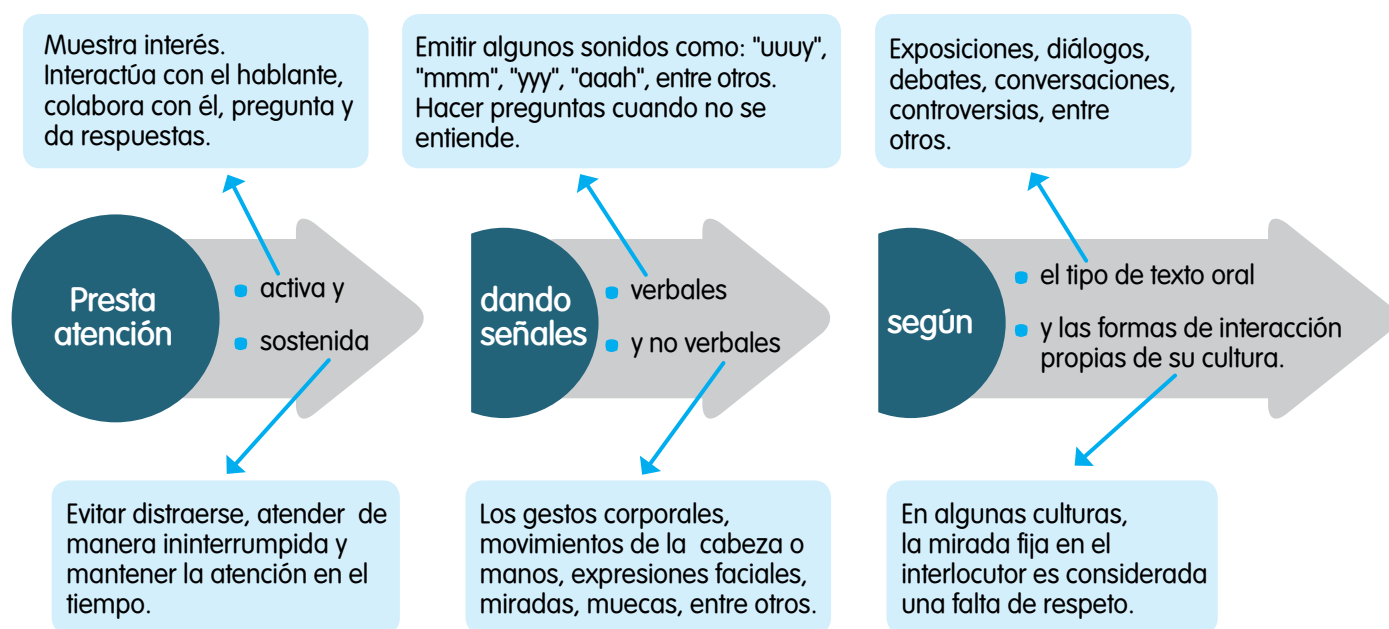 Muestra interés.
Interactúa con el hablante,
colabora con él, pregunta y
da respuestas.
Emitir algunos sonidos como: "uuuy",
"mmm", "yyy", "aaah", entre otros.
Hacer preguntas cuando no se
entiende.
Exposiciones, diálogos,
debates, conversaciones,
controversias, entre
otros.
Presta
atención
activa y
sostenida
dando
señales
verbales
y no verbales
según
el tipo de texto oral
y las formas de interacción
propias de su cultura.
Evitar distraerse, atender de
manera ininterrumpida y
mantener la atención en el
tiempo.
Los gestos corporales,
movimientos de la cabeza o
manos, expresiones faciales,
miradas, muecas, entre otros.
En algunas culturas,
la mirada fija en el
interlocutor es considerada
una falta de respeto.